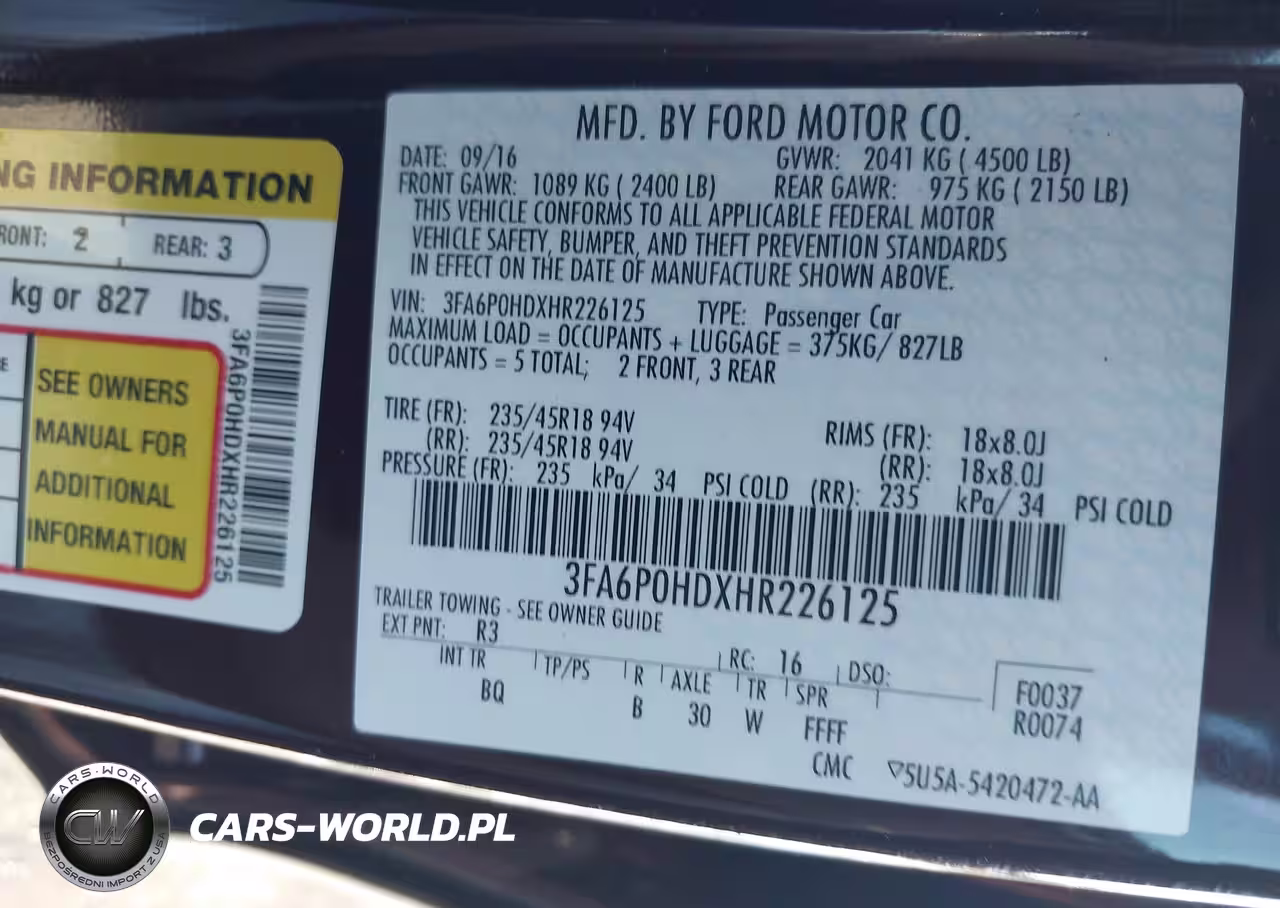 NG INFORMATION
RONT: 2 REAR: 3
kg or 827 lbs.
SEE OWNERS
MANUAL FOR
ADDITIONAL
INFORMATION
3FA6P0HDXHR226125
MFD. BY FORD MOTOR CO.
DATE: 09/16 GVWR: 2041 KG ( 4500 LB)
FRONT GAWR: 1089 KG ( 2400 LB) REAR GAWR: 975 KG ( 2150 LB)
THIS VEHICLE CONFORMS TO ALL APPLICABLE FEDERAL MOTOR
VEHICLE SAFETY, BUMPER, AND THEFT PREVENTION STANDARDS
IN EFFECT ON THE DATE OF MANUFACTURE SHOWN ABOVE.
VIN: 3FA6P0HDXHR226125 TYPE: Passenger Car
MAXIMUM LOAD = OCCUPANTS + LUGGAGE = 375KG/ 827LB
OCCUPANTS = 5 TOTAL; 2 FRONT, 3 REAR
TIRE (FR): 235/45R18 94V RIMS (FR): 18x8.0J
(RR): 235/45R18 94V (RR): 18x8.0J
PRESSURE (FR): 235 kPa/ 34 PSI COLD (RR): 235 kPa/ 34 PSI COLD
3FA6P0HDXHR226125
TRAILER TOWING - SEE OWNER GUIDE
EXT PNT: R3 RC: 16 DSO:
INT TR TP/PS R AXLE TR SPR F0037
BQ B 30 W FFFF R0074
CMC ▽5U5A-5420472-AA
CARS-WORLD
CW
BEZPOŚREDNI IMPORT Z USA
CARS-WORLD.PL